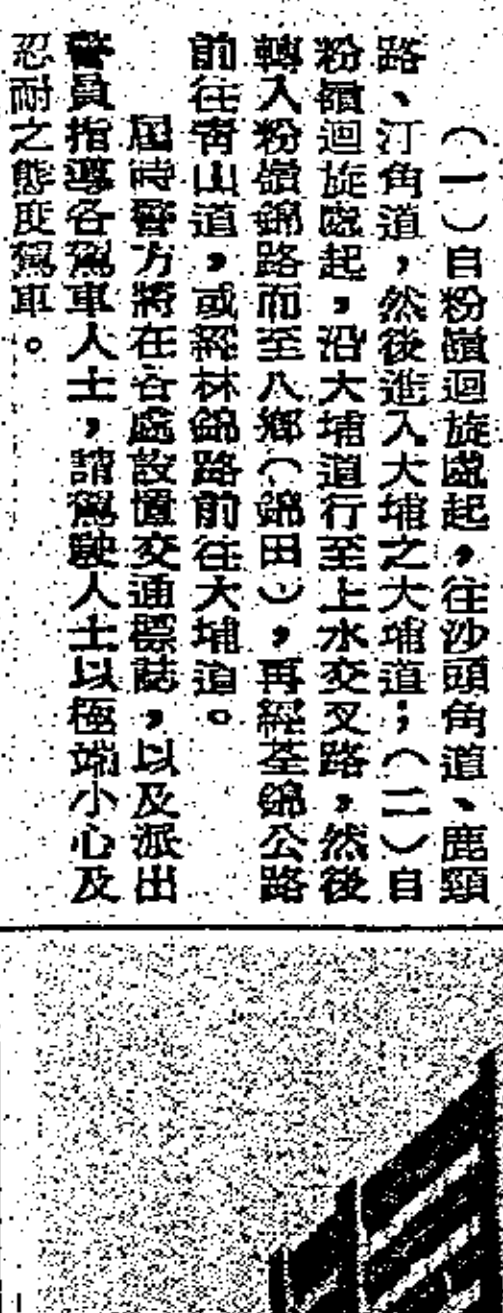 (一)自粉嶺迴旋處起,往沙頭角道、鹿頸
路、汀角道,然後進入大埔之大埔道;(二)自
粉嶺迴旋處起,沿大埔道行至上水交叉路,然後
轉入粉嶺錦路而至八鄉(錦田),再經荃錦公路
前往青山道,或經林錦路前往大埔道。
屆時警方將在各處設置交通標誌,以及派出
警員指導各駕車人士,請駕駛人士以極端小心及
忍耐之態度駕車。